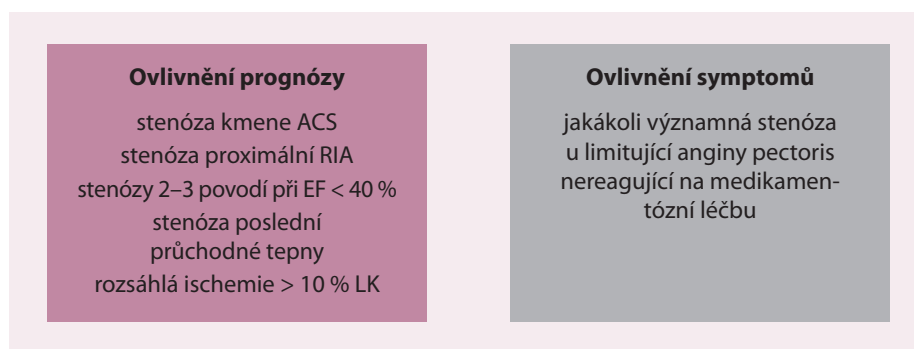 Ovlivnění prognózy
stenóza kmene ACS
stenóza proximální RIA
stenózy 2–3 povodí při EF < 40 %
stenóza poslední
průchodné tepny
rozsáhlá ischemie > 10 % LK
Ovlivnění symptomů
jakákoli významná stenóza
u limitující anginy pectoris
nereagující na medikamen-
tózní léčbu